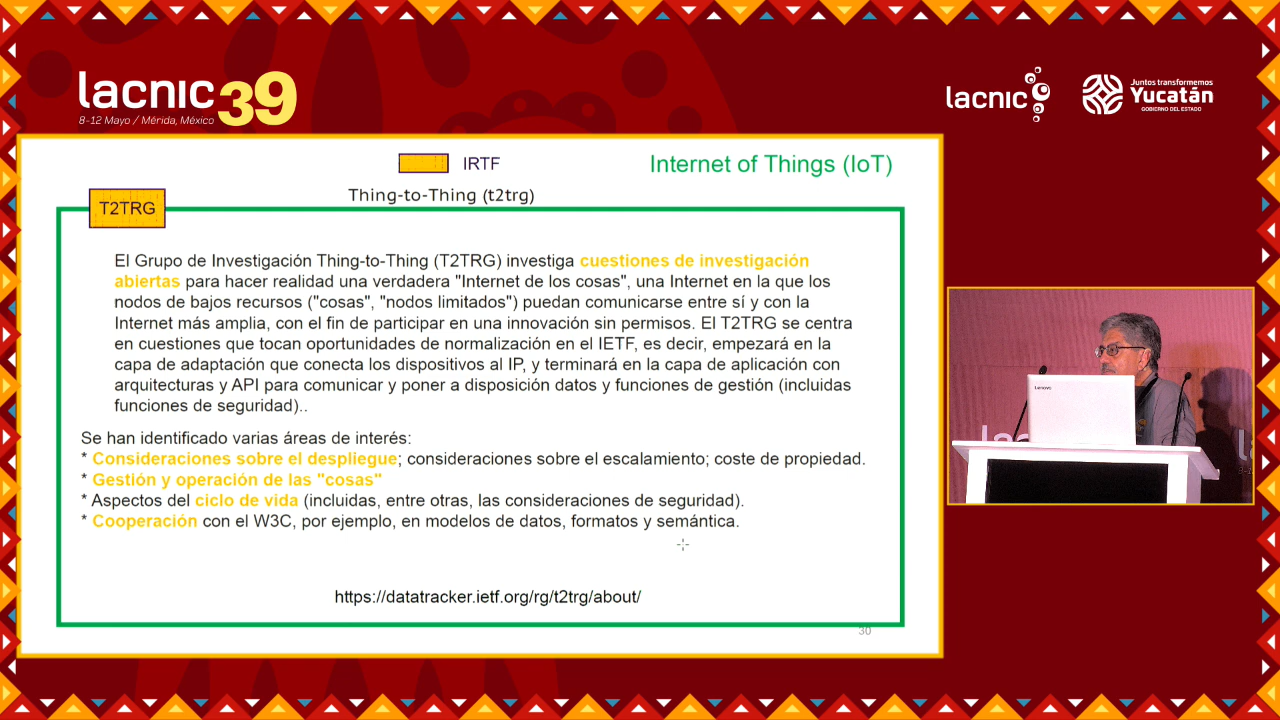 lacnic 39
8-12 Mayo / Mérida, México
lacnic
Juntos transformemos
Yucatán
GOBIERNO DEL ESTADO
IRTF
Internet of Things (IoT)
Thing-to-Thing (t2trg)
T2TRG
El Grupo de Investigación Thing-to-Thing (T2TRG) investiga cuestiones de investigación
abiertas para hacer realidad una verdadera "Internet de los cosas", una Internet en la que los
nodos de bajos recursos ("cosas", "nodos limitados") puedan comunicarse entre sí y con la
Internet más amplia, con el fin de participar en una innovación sin permisos. El T2TRG se centra
en cuestiones que tocan oportunidades de normalización en el IETF, es decir, empezará en la
capa de adaptación que conecta los dispositivos al IP, y terminará en la capa de aplicación con
arquitecturas y API para comunicar y poner a disposición datos y funciones de gestión (incluidas
funciones de seguridad)..
Se han identificado varias áreas de interés:
* Consideraciones sobre el despliegue; consideraciones sobre el escalamiento; coste de propiedad.
* Gestión y operación de las "cosas"
* Aspectos del ciclo de vida (incluidas, entre otras, las consideraciones de seguridad).
* Cooperación con el W3C, por ejemplo, en modelos de datos, formatos y semántica.
https://datatracker.ietf.org/rg/t2trg/about/
30
Lenovo